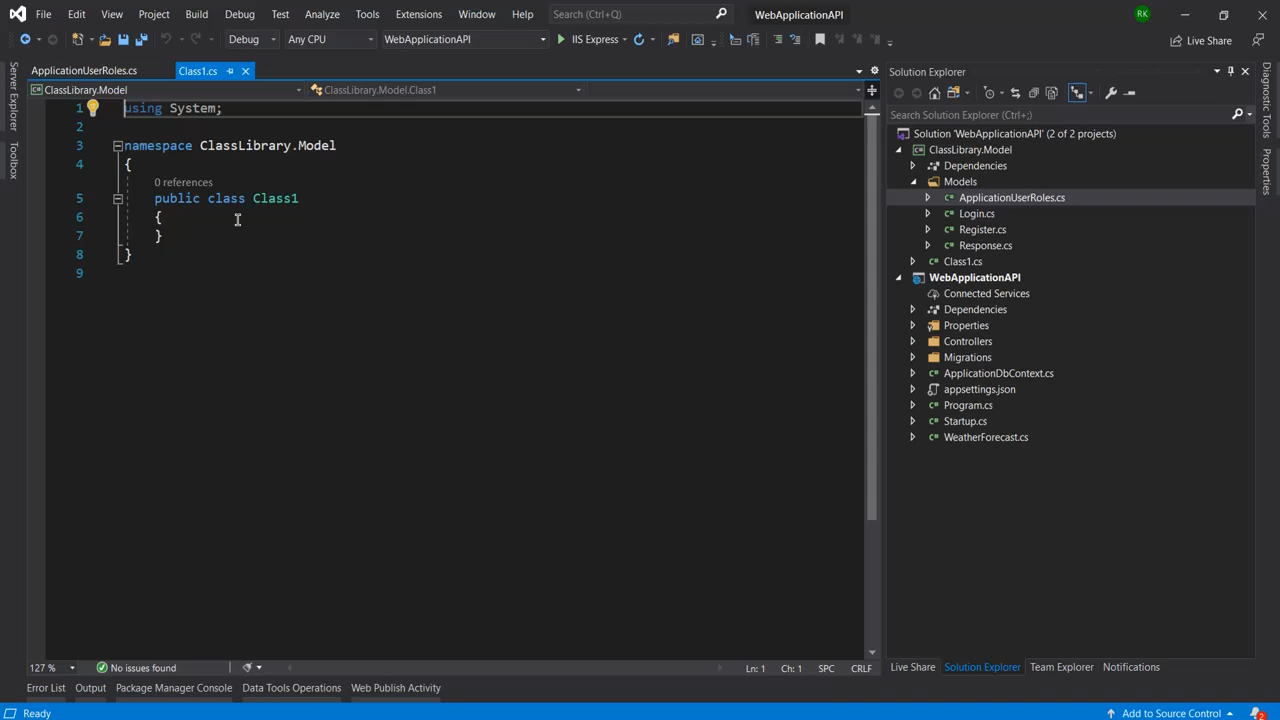 File Edit View Project Build Debug Test Analyze Tools Extensions Window Help Search (Ctrl+Q) WebApplicationAPI RK
Debug Any CPU WebApplicationAPI IIS Express Live Share
Server Explorer
Toolbox
ApplicationUserRoles.cs Class1.cs
ClassLibrary.Model ClassLibrary.Model.Class1
1 using System;
2
3 namespace ClassLibrary.Model
4 {
0 references
5 public class Class1
6 {
7 }
8 }
9
127 % No issues found Ln: 1 Ch: 1 SPC CRLF
Solution Explorer
Search Solution Explorer (Ctrl+;)
Solution 'WebApplicationAPI' (2 of 2 projects)
ClassLibrary.Model
Dependencies
Models
ApplicationUserRoles.cs
Login.cs
Register.cs
Response.cs
Class1.cs
WebApplicationAPI
Connected Services
Dependencies
Properties
Controllers
Migrations
ApplicationDbContext.cs
appsettings.json
Program.cs
Startup.cs
WeatherForecast.cs
Live Share Solution Explorer Team Explorer Notifications
Diagnostic Tools
Properties
Error List Output Package Manager Console Data Tools Operations Web Publish Activity
Ready Add to Source Control 2